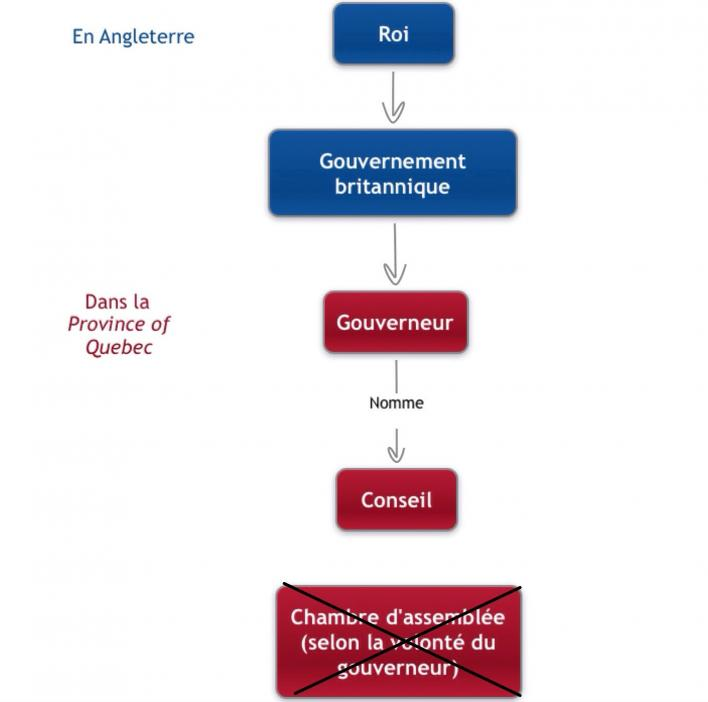 En Angleterre
Roi
Gouvernement
britannique
Dans la
Province of
Quebec
Gouverneur
Nomme
Conseil
Chambre d'assemblée
(selon la volonté du
gouverneur)